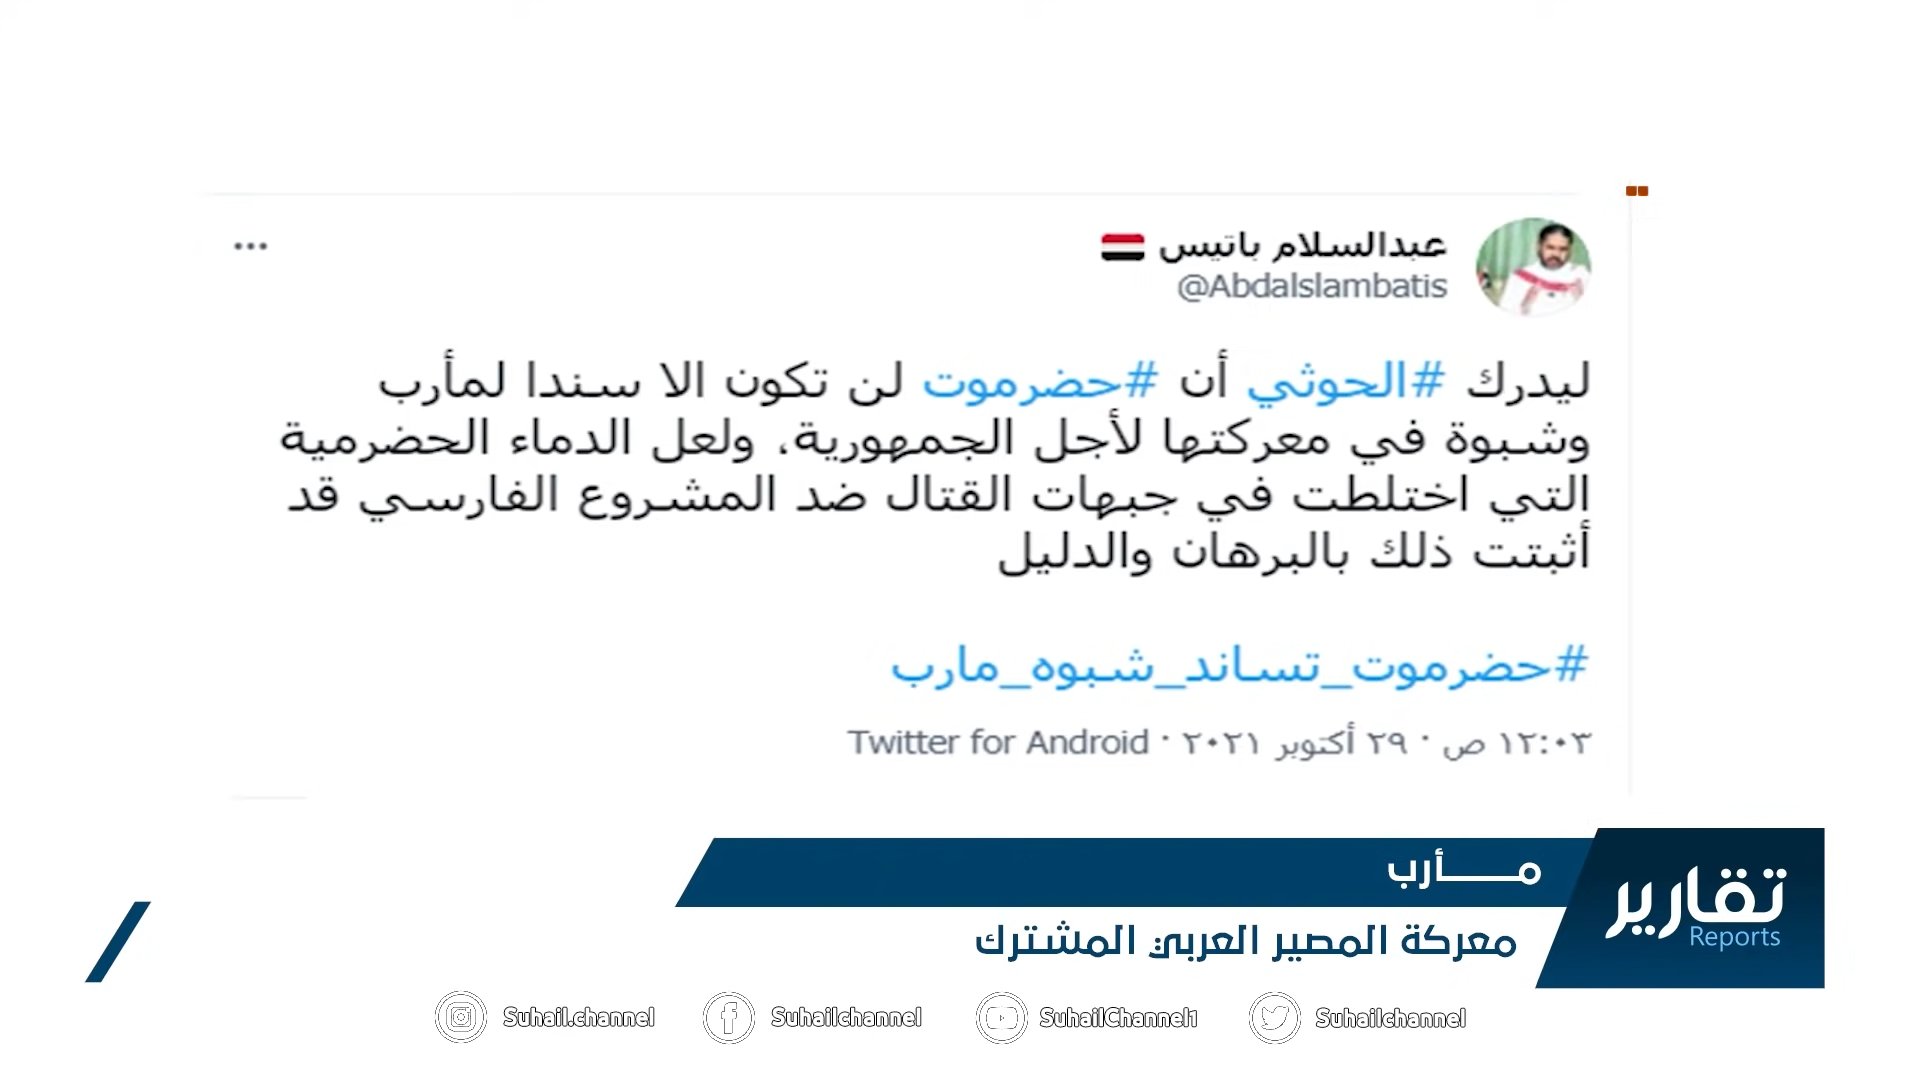 عبدالسلام باتيس
@Abdalslambatis
ليدرك #الحوثي أن #حضرموت لن تكون الا سندا لمأرب
وشبوة في معركتها لأجل الجمهورية، ولعل الدماء الحضرمية
التي اختلطت في جبهات القتال ضد المشروع الفارسي قد
أثبتت ذلك بالبرهان والدليل
#حضرموت_تساند_شبوه_مارب
١٢:٠٣ ص · ٢٩ أكتوبر ٢٠٢١ · Twitter for Android
مـــــأرب
معركة المصير العربي المشترك
تقارير
Reports
Suhail.channel
Suhailchannel
SuhailChannel1
Suhailchannel